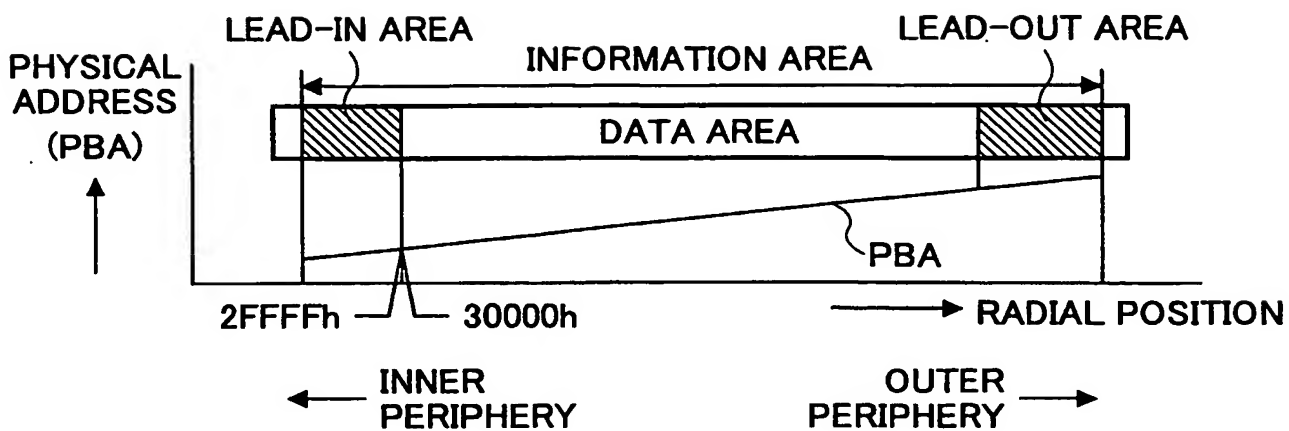 LEAD-IN AREA
LEAD-OUT AREA
PHYSICAL
ADDRESS
(PBA)
INFORMATION AREA
DATA AREA
PBA
2FFFFh
30000h
RADIAL POSITION
INNER
PERIPHERY
OUTER
PERIPHERY